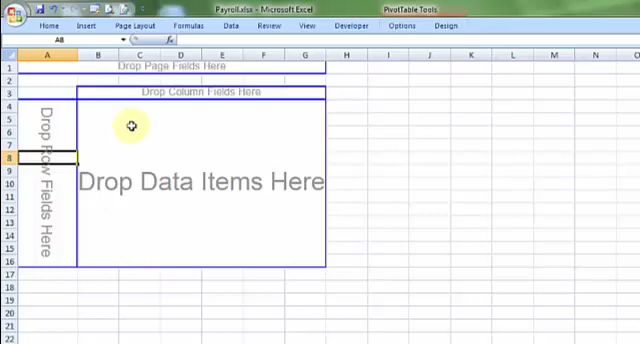 Payroll.xlsx - Microsoft Excel PivotTable Tools
Home Insert Page Layout Formulas Data Review View Developer Options Design
A8 fx
A B C D E F G H I J K L M N O
1 Drop Page Fields Here
2
3 Drop Column Fields Here
4
5
6
7
8
9
10 Drop Data Items Here
11
12
13
14
15
16
17
18
19
20
21
22
Drop Row Fields Here